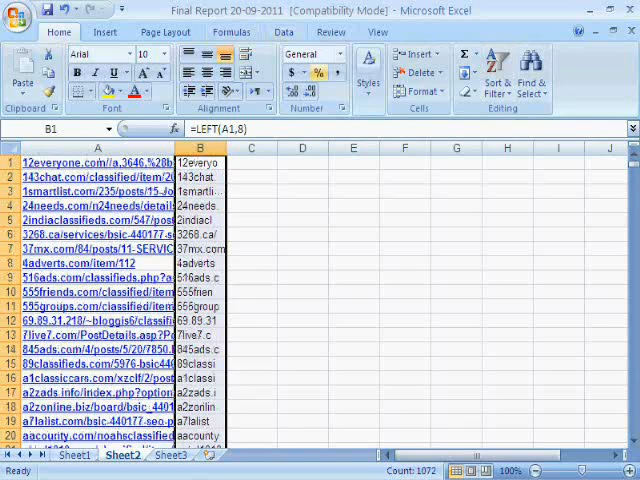 Final Report 20-09-2011 [Compatibility Mode] - Microsoft Excel
Home Insert Page Layout Formulas Data Review View
Paste
Clipboard
Arial 10
B I U A A
A
Font
Alignment
General
$ % ,
Number
Styles
Insert
Delete
Format
Cells
Sort & Filter
Find & Select
Editing
B1 fx =LEFT(A1,8)
A B C D E F G H I J
1 12everyone.com//a,3646,%28b 12everyo
2 143chat.com/classified/item/20 143chat.
3 1smartlist.com/235/posts/15-Jo 1smartli
4 24needs.com/n24needs/details 24needs.
5 2indiaclassifieds.com/547/post 2indiacl
6 3268.ca/services/bsic-440177-s 3268.ca/
7 37mx.com/84/posts/11-SERVIC 37mx.com
8 4adverts.com/item/112 4adverts
9 516ads.com/classifieds.php?a 516ads.c
10 555friends.com/classified/item 555frien
11 555groups.com/classified/item 555group
12 69.89.31.218/~bloggis6/classifi 69.89.31
13 7live7.com/PostDetails.asp?P 7live7.c
14 845ads.com/4/posts/5/20/7850. 845ads.c
15 89classifieds.com/5976-bsic440 89classi
16 a1classiccars.com/xzclf/2/post a1classi
17 a2zads.info/index.php?option a2zads.i
18 a2zonline.biz/board/bsic_4401 a2zonlin
19 a7lalist.com/bsic-440177-seo-p a7lalist
20 aacounty.com/noahsclassified aacounty
Sheet1 Sheet2 Sheet3
Ready Count: 1072 100%